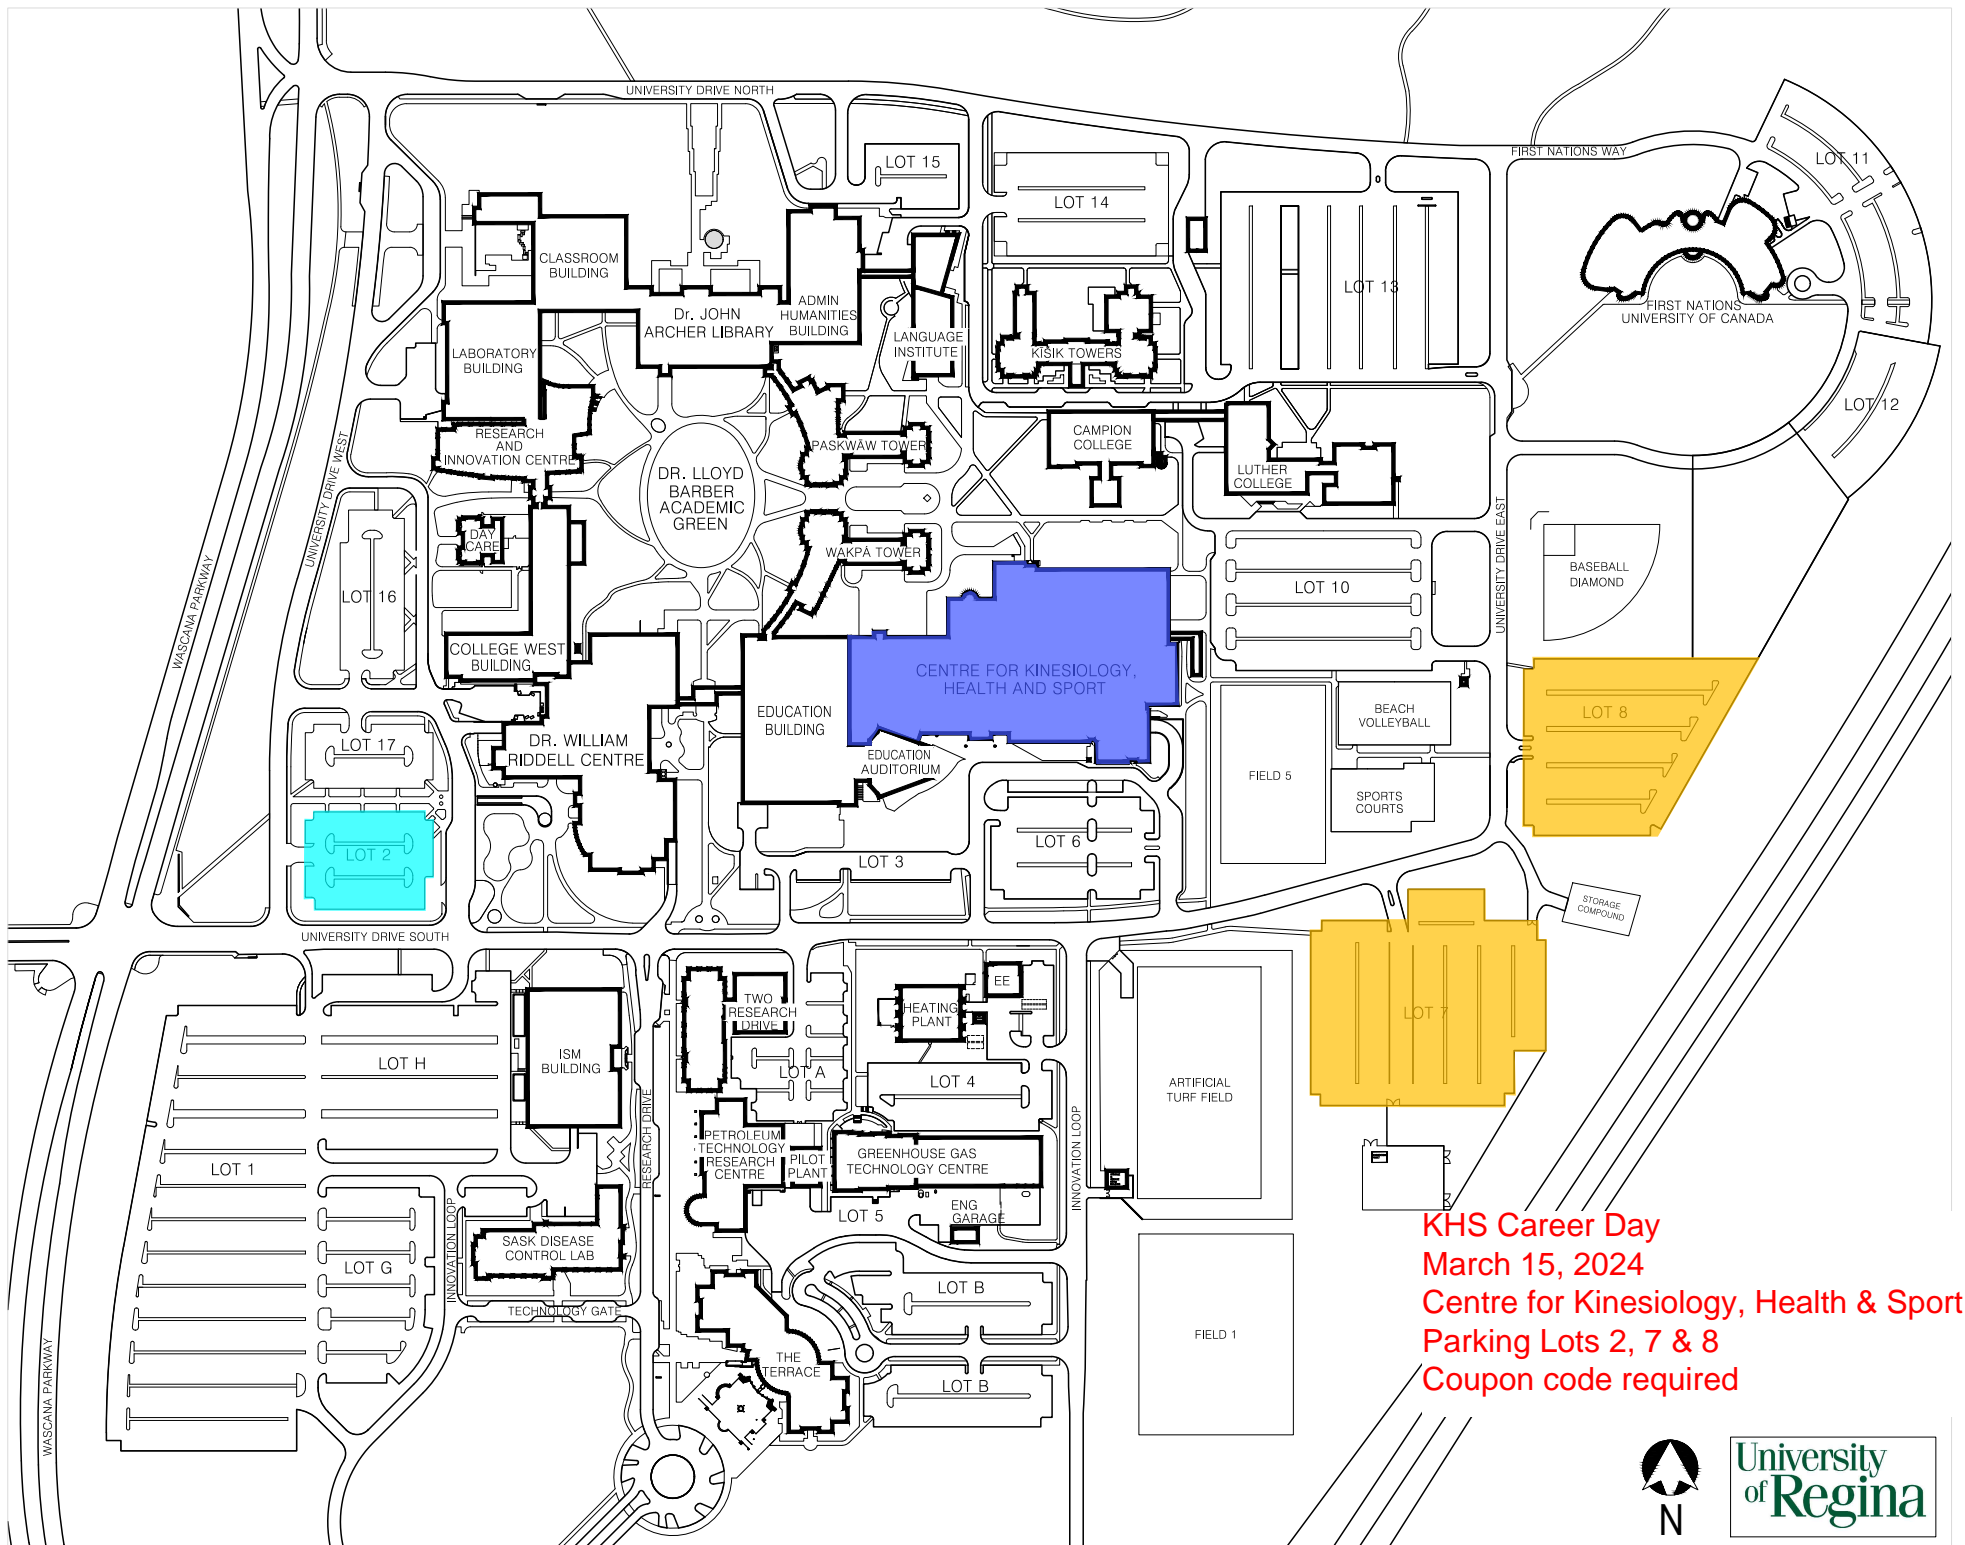 UNIVERSITY DRIVE NORTH
FIRST NATIONS WAY
LOT 15
LOT 11
LOT 14
CLASSROOM
BUILDING
LOT 13
Dr. JOHN
ARCHER LIBRARY
ADMIN
HUMANITIES
BUILDING
FIRST NATIONS
UNIVERSITY OF CANADA
LANGUAGE
INSTITUTE
KĪSIK TOWERS
LABORATORY
BUILDING
LOT 12
RESEARCH
AND
INNOVATION CENTRE
PASKWĀW TOWER
CAMPION
COLLEGE
LUTHER
COLLEGE
DR. LLOYD
BARBER
ACADEMIC
GREEN
UNIVERSITY DRIVE WEST
UNIVERSITY DRIVE EAST
DAY
CARE
WAKPĀ TOWER
WASCANA PARKWAY
LOT 16
LOT 10
BASEBALL
DIAMOND
COLLEGE WEST
BUILDING
CENTRE FOR KINESIOLOGY,
HEALTH AND SPORT
EDUCATION
BUILDING
BEACH
VOLLEYBALL
LOT 8
LOT 17
DR. WILLIAM
RIDDELL CENTRE
EDUCATION
AUDITORIUM
FIELD 5
SPORTS
COURTS
LOT 2
LOT 3
LOT 6
STORAGE
COMPOUND
UNIVERSITY DRIVE SOUTH
TWO
RESEARCH
DRIVE
HEATING
PLANT
EE
LOT 7
LOT H
ISM
BUILDING
LOT A
LOT 4
ARTIFICIAL
TURF FIELD
RESEARCH DRIVE
INNOVATION LOOP
LOT 1
PETROLEUM
TECHNOLOGY
RESEARCH
CENTRE
PILOT
PLANT
GREENHOUSE GAS
TECHNOLOGY CENTRE
LOT 5
ENG
GARAGE
INNOVATION LOOP
SASK DISEASE
CONTROL LAB
LOT G
LOT B
TECHNOLOGY GATE
FIELD 1
THE
TERRACE
LOT B
WASCANA PARKWAY
KHS Career Day
March 15, 2024
Centre for Kinesiology, Health & Sport
Parking Lots 2, 7 & 8
Coupon code required
N
University
of Regina